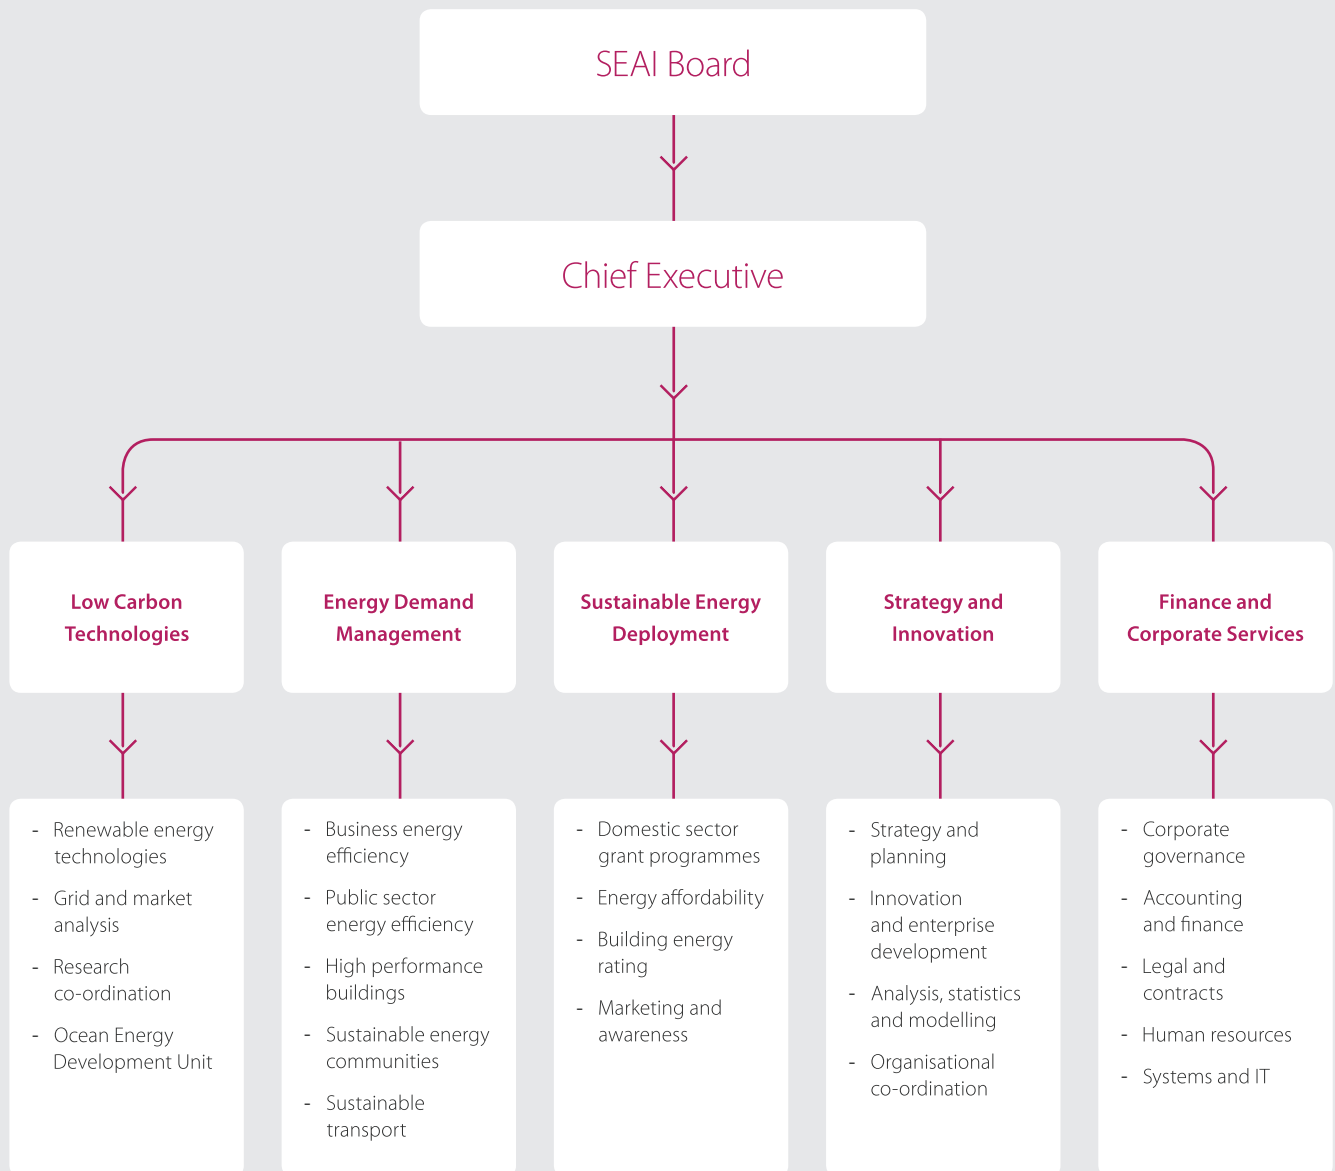 SEAI Board
Chief Executive
Low Carbon
Technologies
Energy Demand
Management
Sustainable Energy
Deployment
Strategy and
Innovation
Finance and
Corporate Services
- Renewable energy
technologies
- Grid and market
analysis
- Research
co-ordination
- Ocean Energy
Development Unit
- Business energy
efficiency
- Public sector
energy efficiency
- High performance
buildings
- Sustainable energy
communities
- Sustainable
transport
- Domestic sector
grant programmes
- Energy affordability
- Building energy
rating
- Marketing and
awareness
- Strategy and
planning
- Innovation
and enterprise
development
- Analysis, statistics
and modelling
- Organisational
co-ordination
- Corporate
governance
- Accounting
and finance
- Legal and
contracts
- Human resources
- Systems and IT